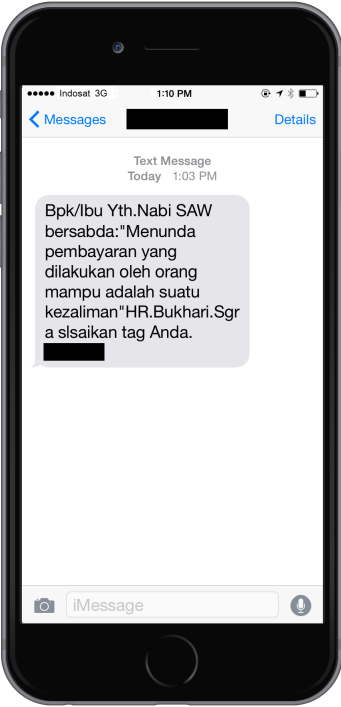 Indosat 3G 1:10 PM
Messages Details
Text Message
Today 1:03 PM
Bpk/Ibu Yth.Nabi SAW
bersabda:"Menunda
pembayaran yang
dilakukan oleh orang
mampu adalah suatu
kezaliman"HR.Bukhari.Sgr
a slsaikan tag Anda.
iMessage